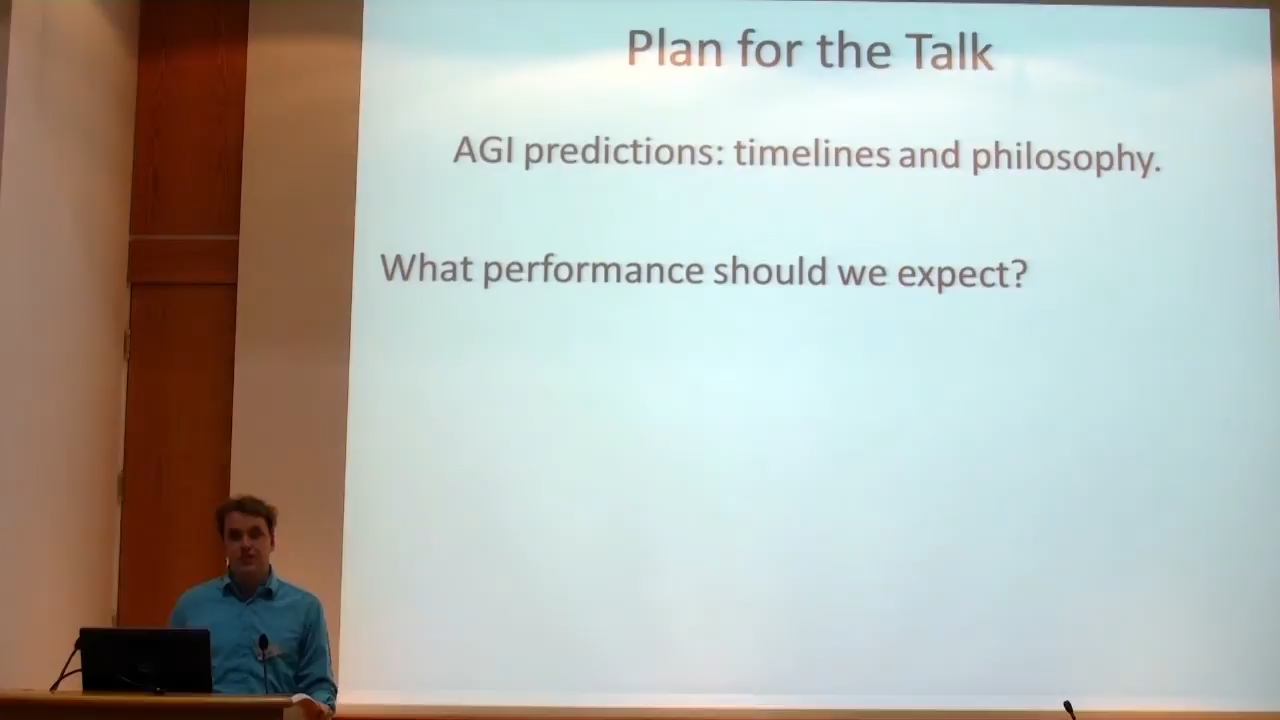 Plan for the Talk
AGI predictions: timelines and philosophy.
What performance should we expect?